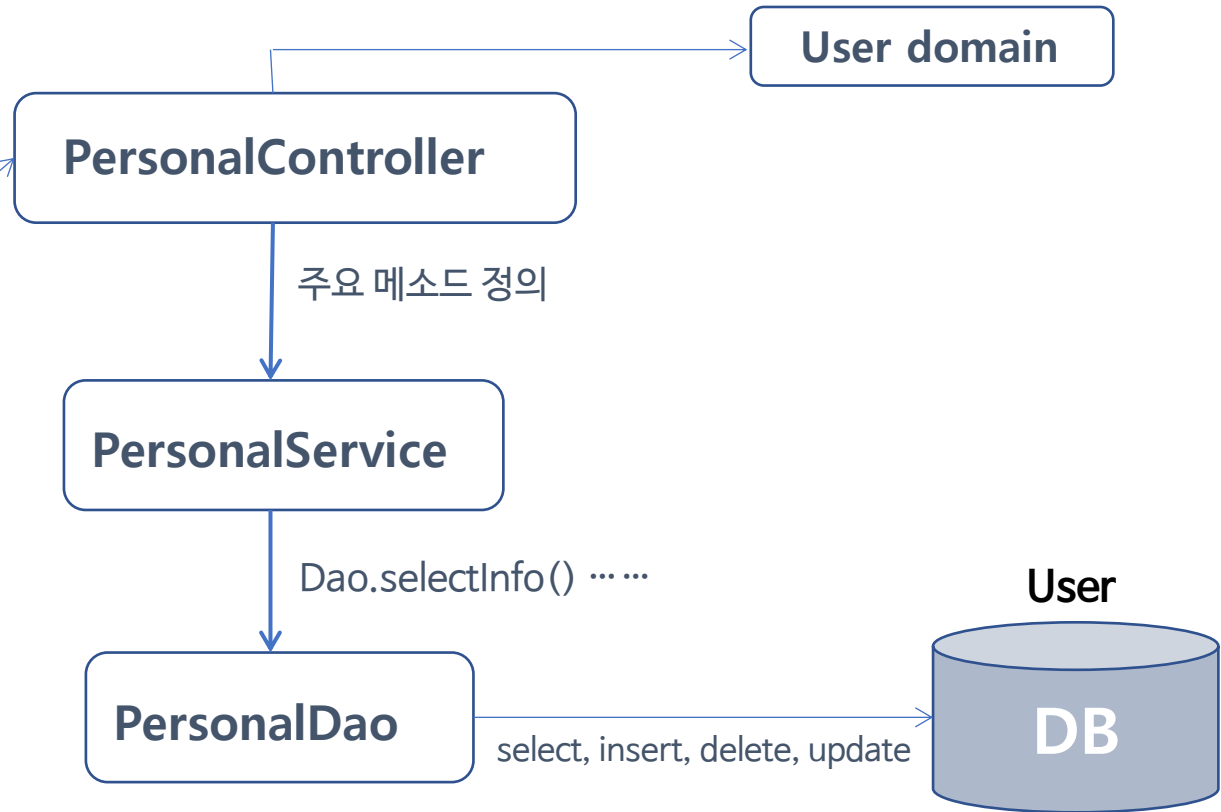 User domain
PersonalController
주요 메소드 정의
PersonalService
Dao.selectInfo() ⋯ ⋯
User
PersonalDao
DB
select, insert, delete, update